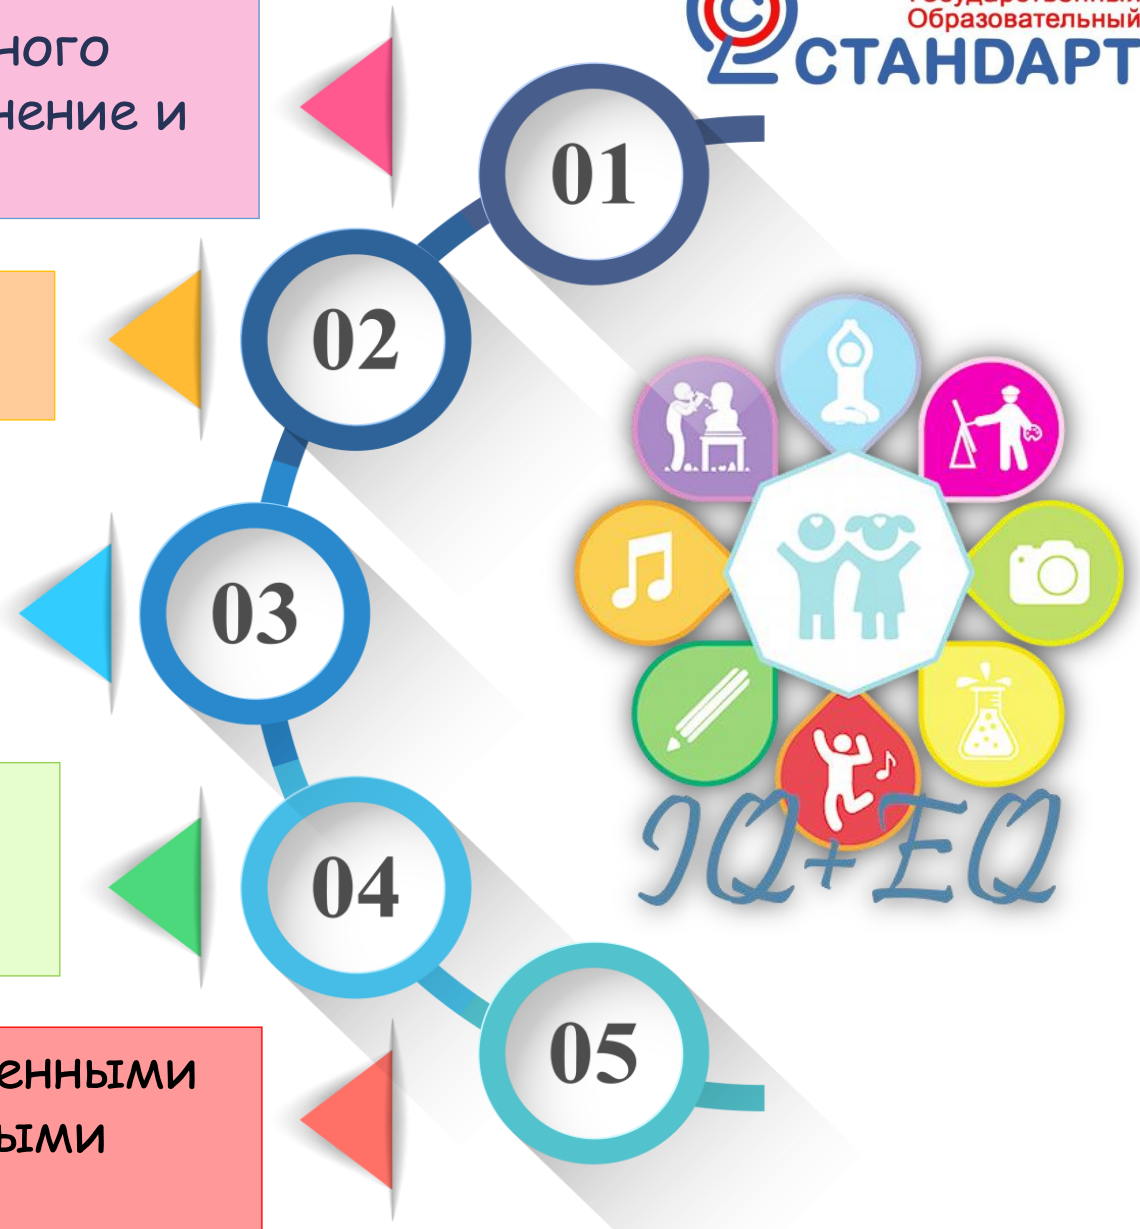 Образовательный
СТАНДАРТ
ного
нение и
01
02
03
04
IQ+EQ
05
енными
ыми